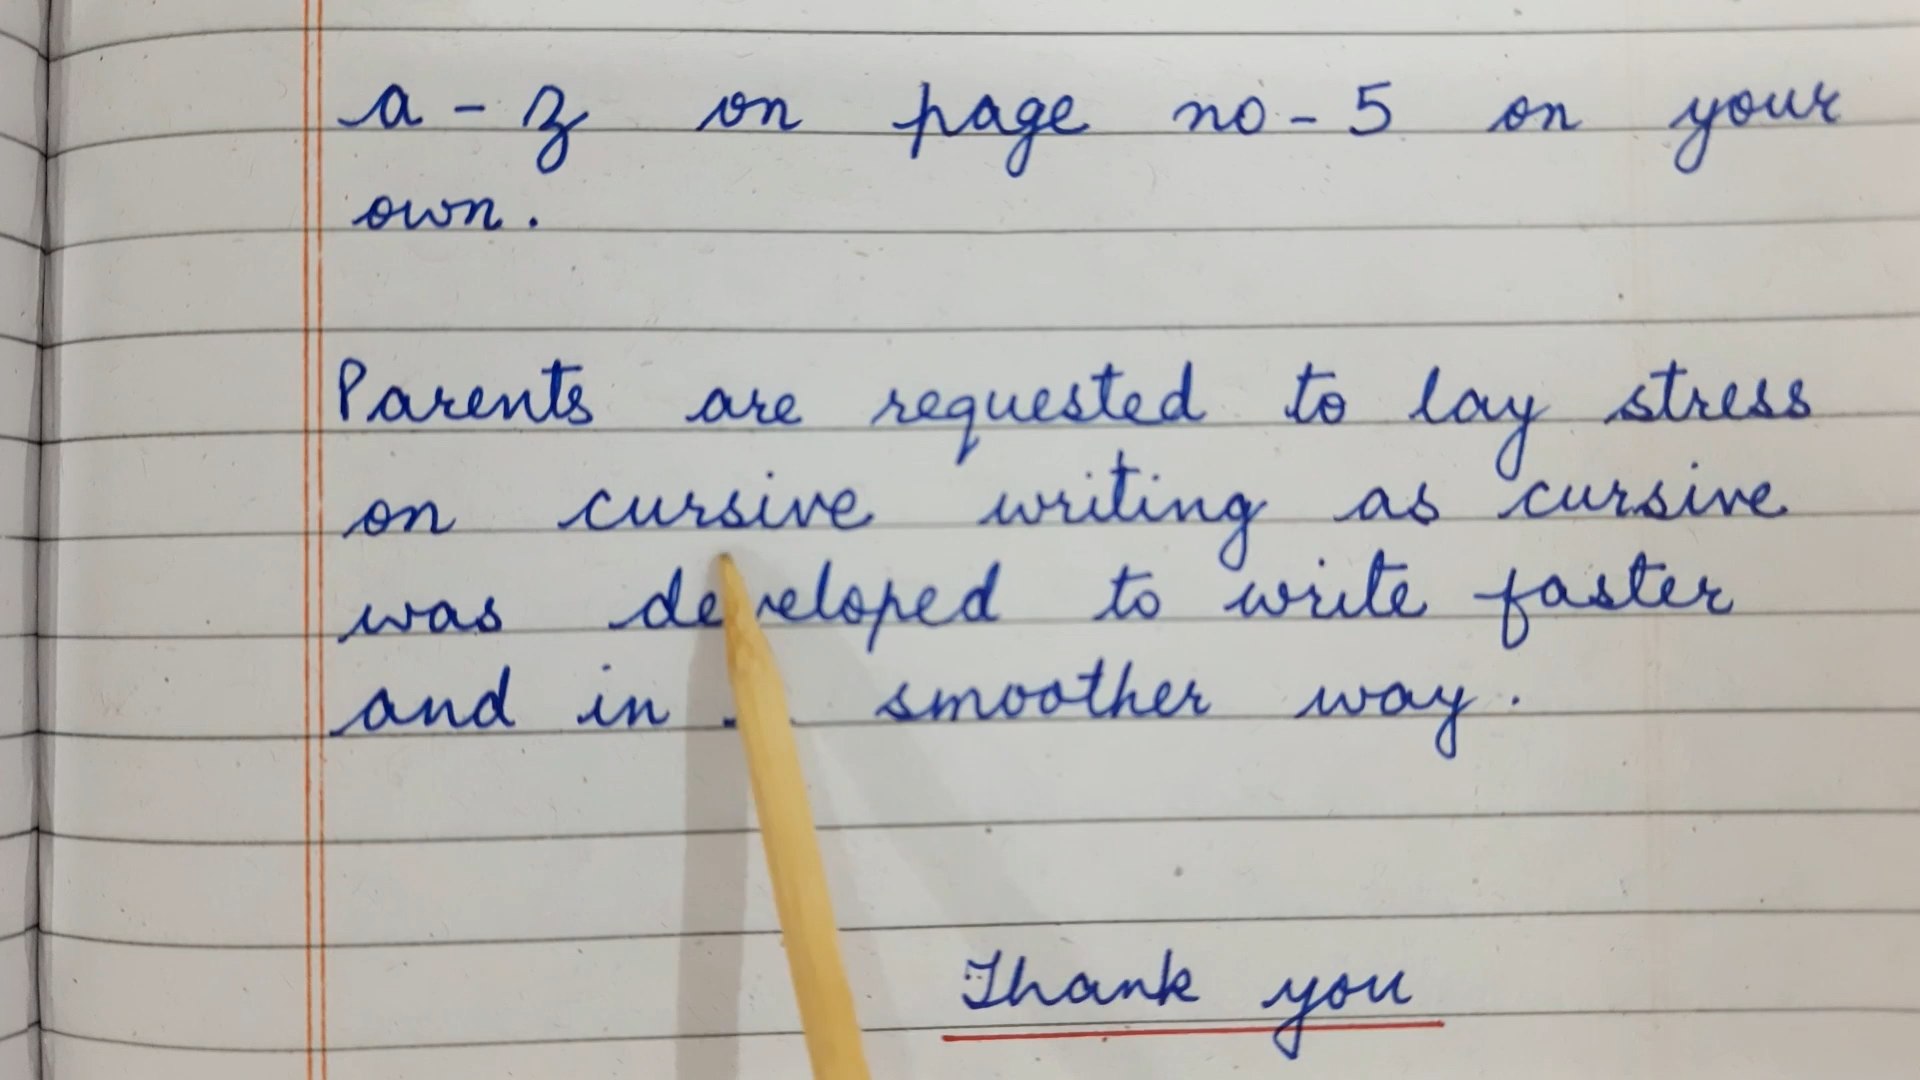 a - z on page no - 5 on your
own.
Parents are requested to lay stress
on cursive writing as cursive
was developed to write faster
and in smoother way.
Thank you